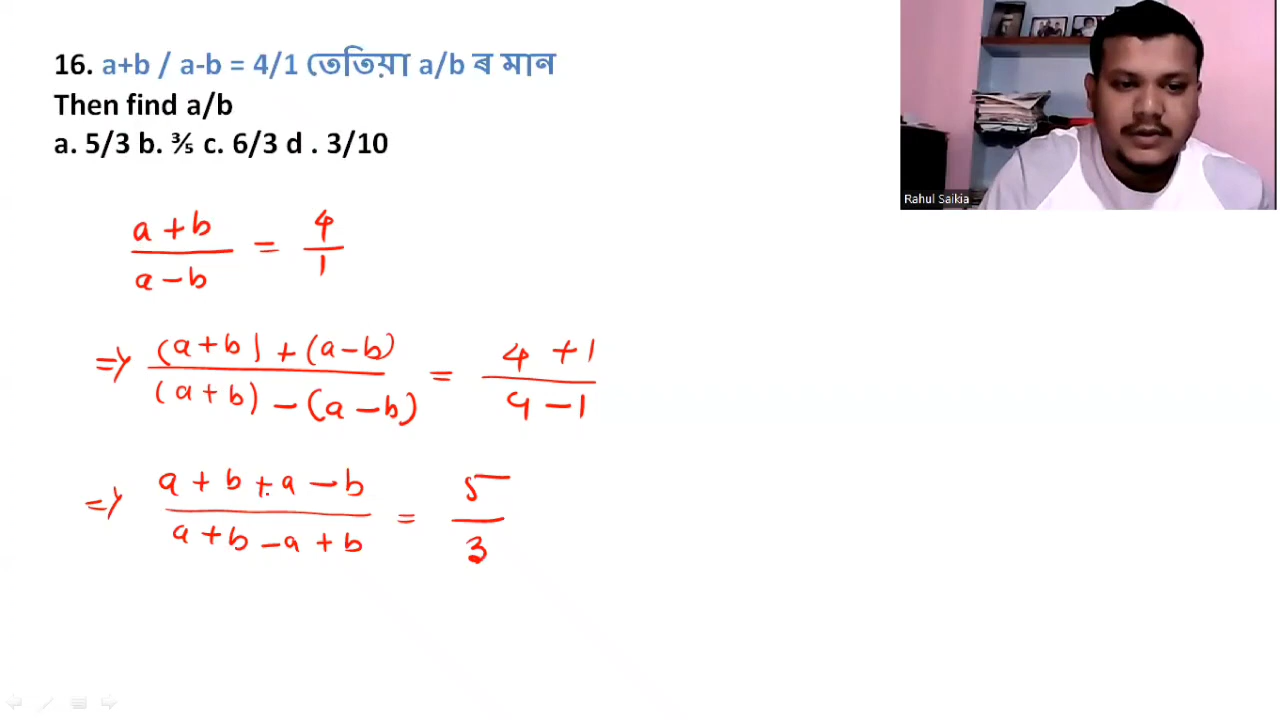 16. a+b / a-b = 4/1 তেতিয়া a/b ৰ মান
Then find a/b
a. 5/3 b. ⅗ c. 6/3 d . 3/10
Rahul Saikia
a + b / a - b = 4 / 1
=> (a + b) + (a - b) / (a + b) - (a - b) = 4 + 1 / 4 - 1
=> a + b + a - b / a + b - a + b = 5 / 3